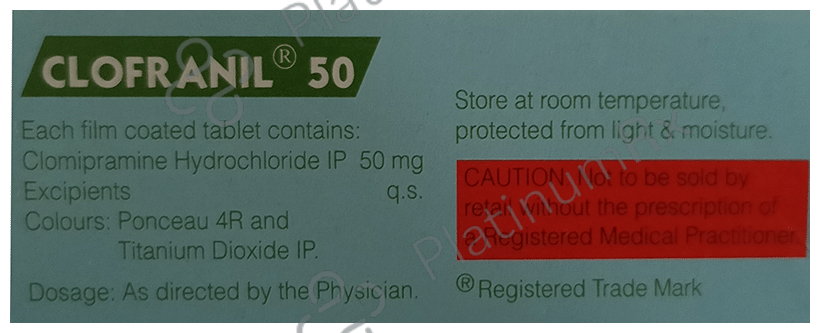 CLOFRANIL® 50
Each film coated tablet contains:
Clomipramine Hydrochloride IP 50 mg
Excipients q.s.
Colours: Ponceau 4R and
Titanium Dioxide IP.
Dosage: As directed by the Physician.
Store at room temperature,
protected from light & moisture.
CAUTION: Not to be sold by
retail without the prescription of
a Registered Medical Practitioner.
® Registered Trade Mark
PlatinumRx
Platinum